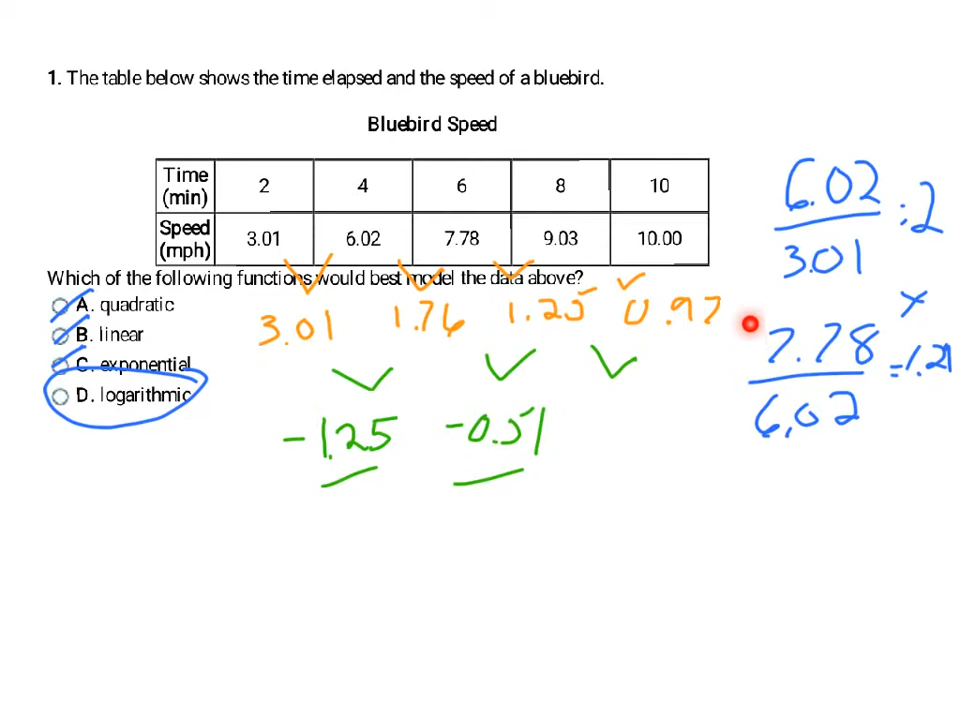 1. The table below shows the time elapsed and the speed of a bluebird.
Bluebird Speed
Time (min) 2 4 6 8 10
Speed (mph) 3.01 6.02 7.78 9.03 10.00
Which of the following functions would best model the data above?
A. quadratic
B. linear
C. exponential
D. logarithmic
3.01 1.76 1.25 0.97
-1.25 -0.51
6.02
3.01
:2
7.78
6,02
=1.29